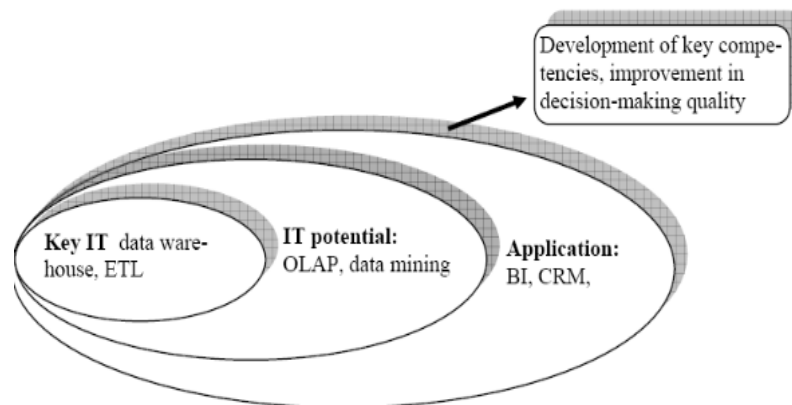 Development of key compe-
tencies, improvement in
decision-making quality
Key IT data ware-
house, ETL
IT potential:
OLAP, data mining
Application:
BI, CRM,